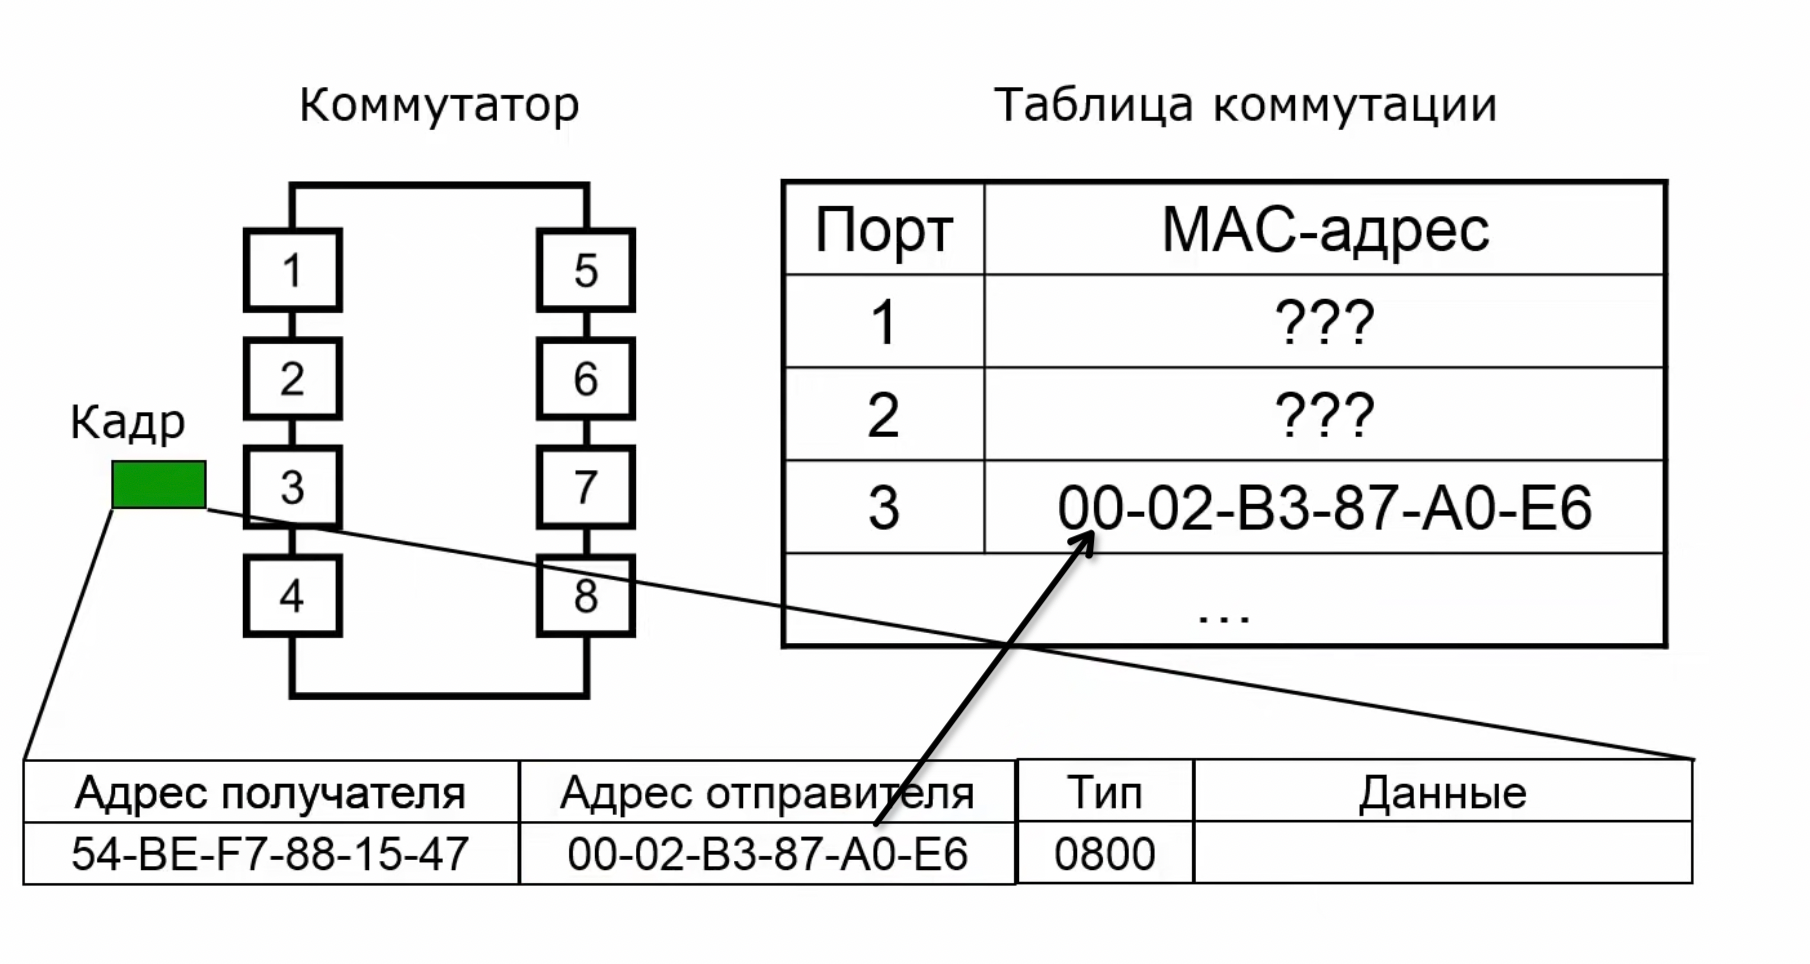 Коммутатор
Таблица коммутации
1
2
3
4
5
6
7
8
Кадр
Порт MAC-адрес
1 ???
2 ???
3 00-02-B3-87-A0-E6
...
Адрес получателя Адрес отправителя Тип Данные
54-BE-F7-88-15-47 00-02-B3-87-A0-E6 0800